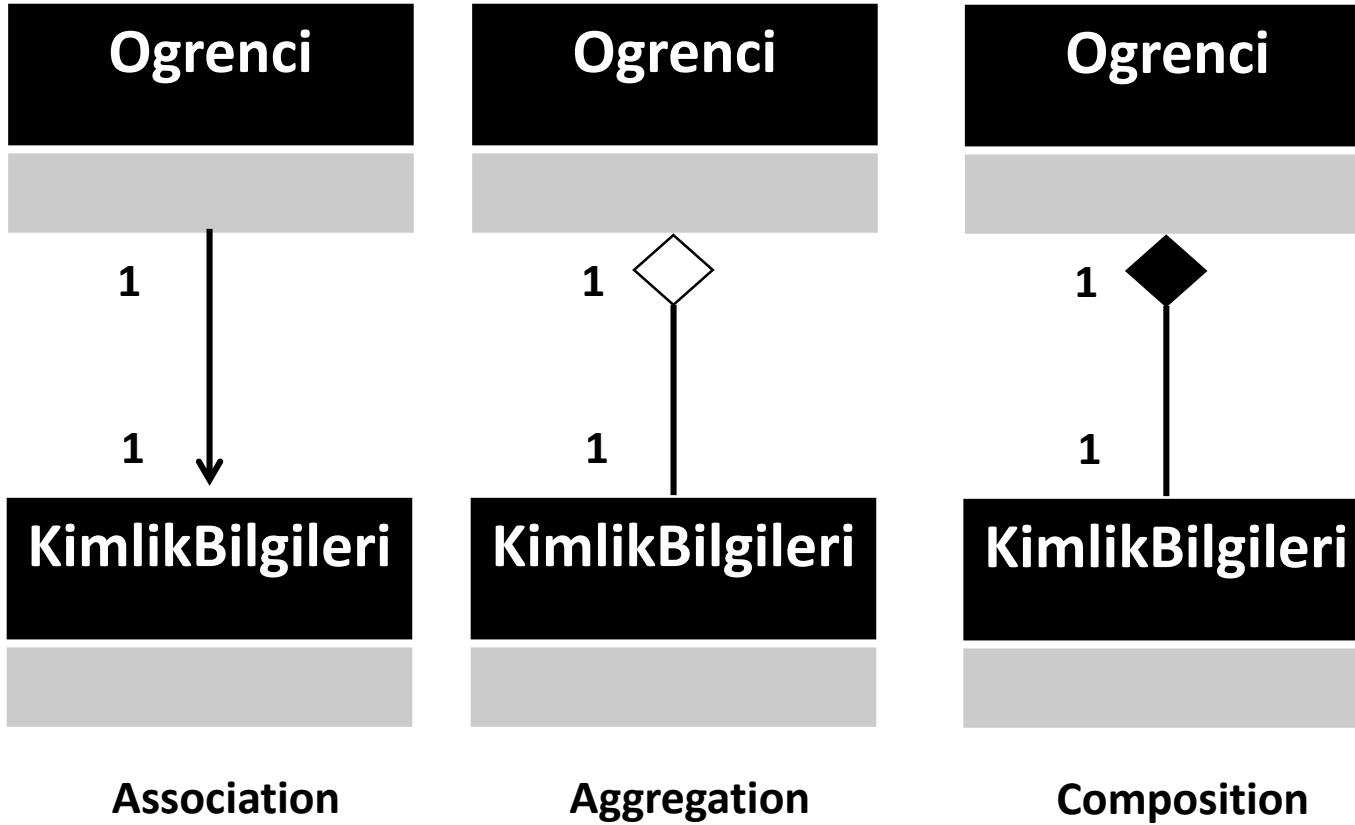 Ogrenci
1
1
KimlikBilgileri
Association
Ogrenci
1
1
KimlikBilgileri
Aggregation
Ogrenci
1
1
KimlikBilgileri
Composition